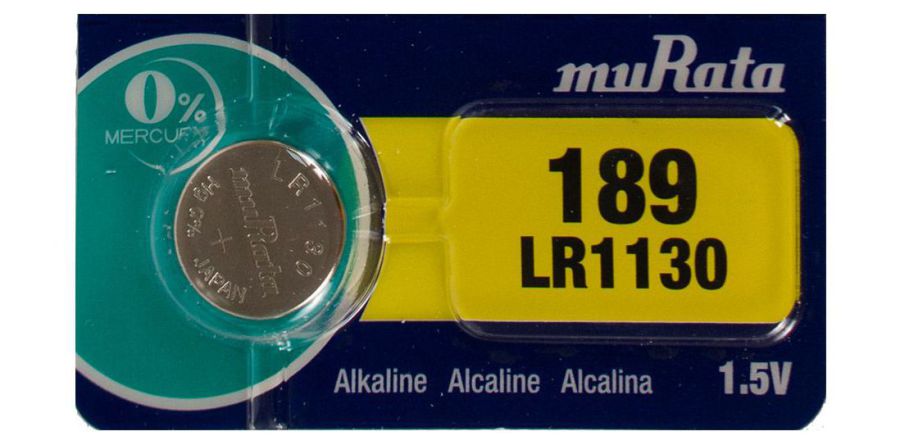 muRata
0%
MERCURY
189
LR1130
LR1130
muRata
Hg 0%
+
JAPAN
Alkaline Alcaline Alcalina
1.5V